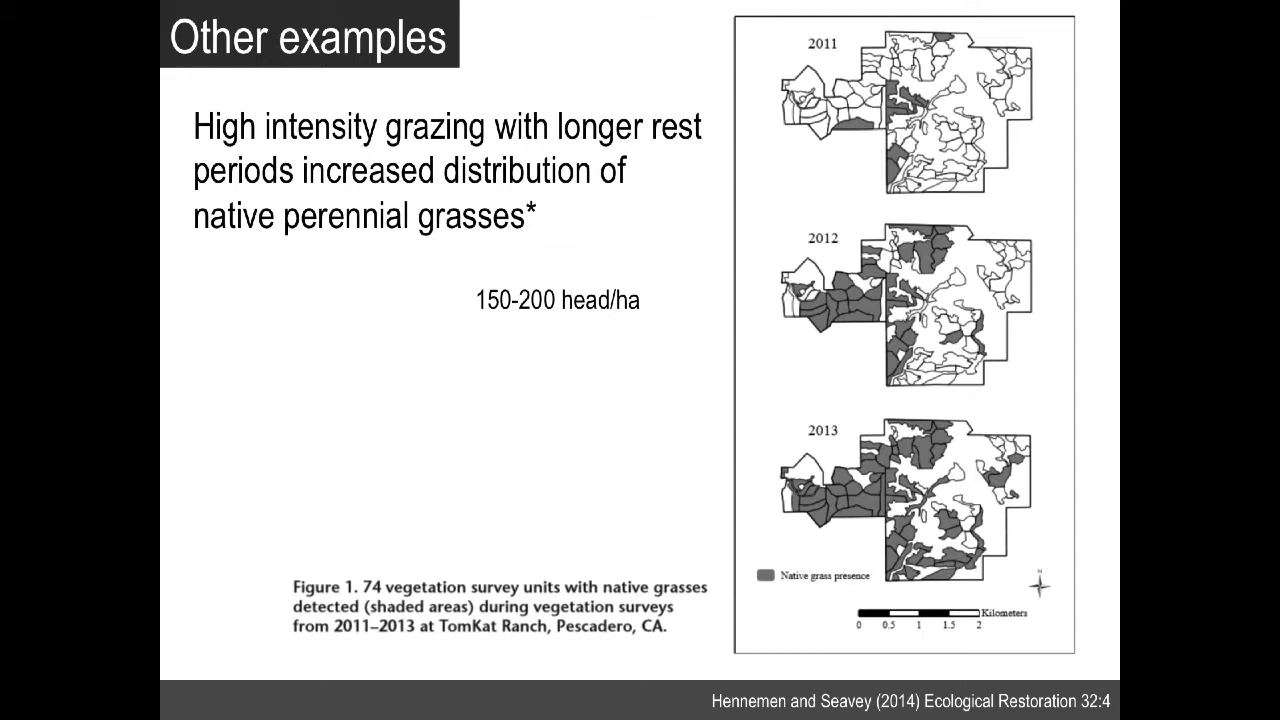 Other examples
High intensity grazing with longer rest
periods increased distribution of
native perennial grasses*
150-200 head/ha
2011
2012
2013
Native grass presence
N
Kilometers
0 0.5 1 1.5 2
Figure 1. 74 vegetation survey units with native grasses
detected (shaded areas) during vegetation surveys
from 2011–2013 at TomKat Ranch, Pescadero, CA.
Hennemen and Seavey (2014) Ecological Restoration 32:4